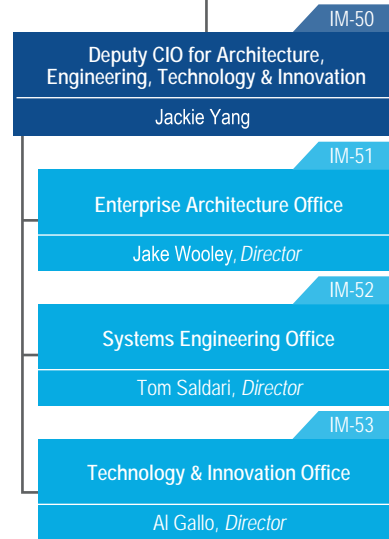 IM-50
Deputy CIO for Architecture,
Engineering, Technology & Innovation
Jackie Yang
IM-51
Enterprise Architecture Office
Jake Wooley, Director
IM-52
Systems Engineering Office
Tom Saldari, Director
IM-53
Technology & Innovation Office
Al Gallo, Director